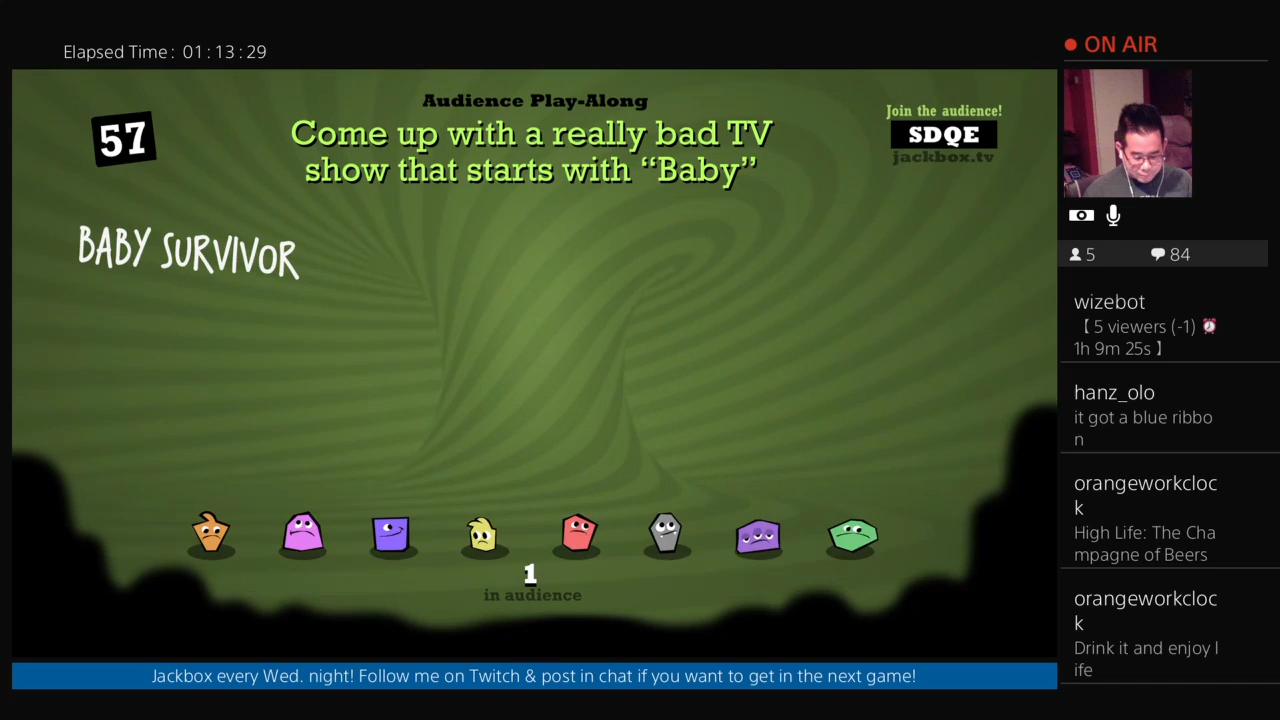 Elapsed Time: 01:13:29
ON AIR
57
Audience Play-Along
Come up with a really bad TV
show that starts with “Baby”
Join the audience!
SDQE
jackbox.tv
BABY SURVIVOR
1
in audience
Jackbox every Wed. night! Follow me on Twitch & post in chat if you want to get in the next game!
5 84
wizebot
【 5 viewers (-1) ⏰
1h 9m 25s 】
hanz_olo
it got a blue ribbo
n
orangeworkcloc
k
High Life: The Cha
mpagne of Beers
orangeworkcloc
k
Drink it and enjoy l
ife